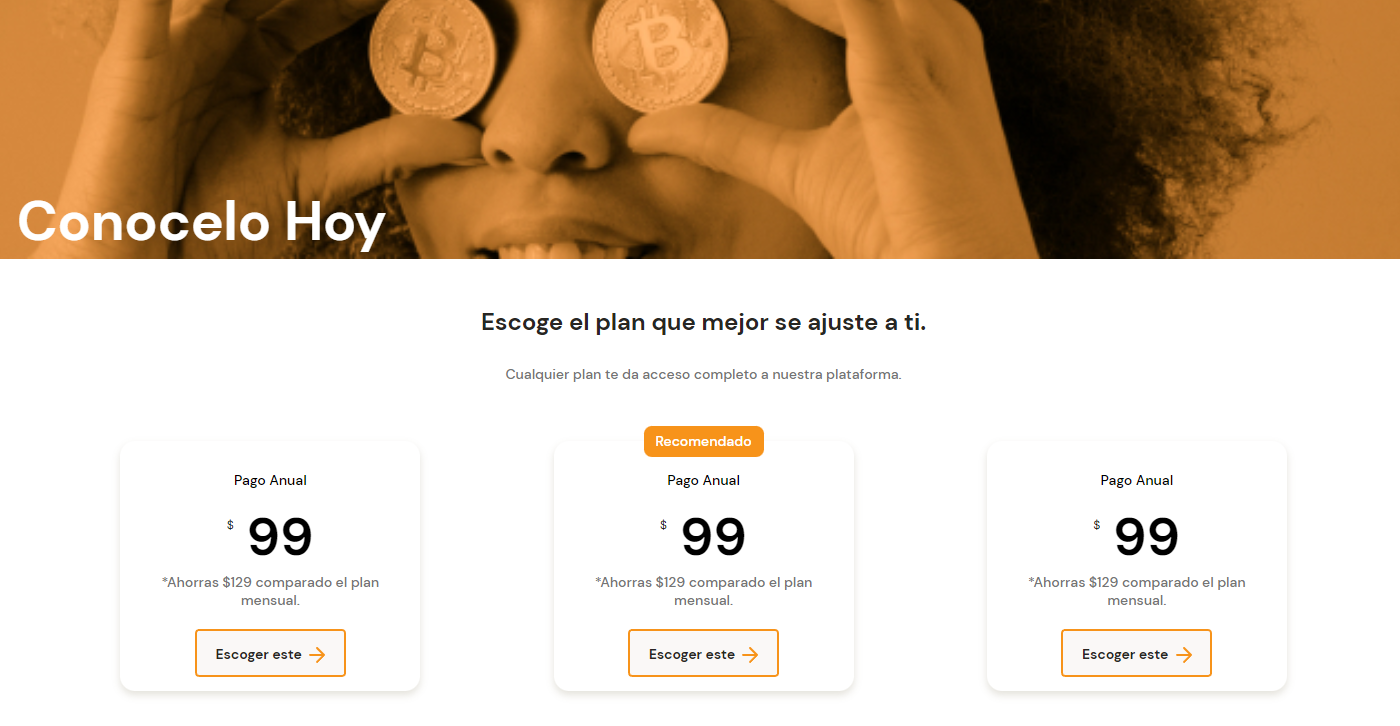 Conocelo Hoy
Escoge el plan que mejor se ajuste a ti.
Cualquier plan te da acceso completo a nuestra plataforma.
Pago Anual
$ 99
*Ahorras $129 comparado el plan
mensual.
Escoger este
Recomendado
Pago Anual
$ 99
*Ahorras $129 comparado el plan
mensual.
Escoger este
Pago Anual
$ 99
*Ahorras $129 comparado el plan
mensual.
Escoger este